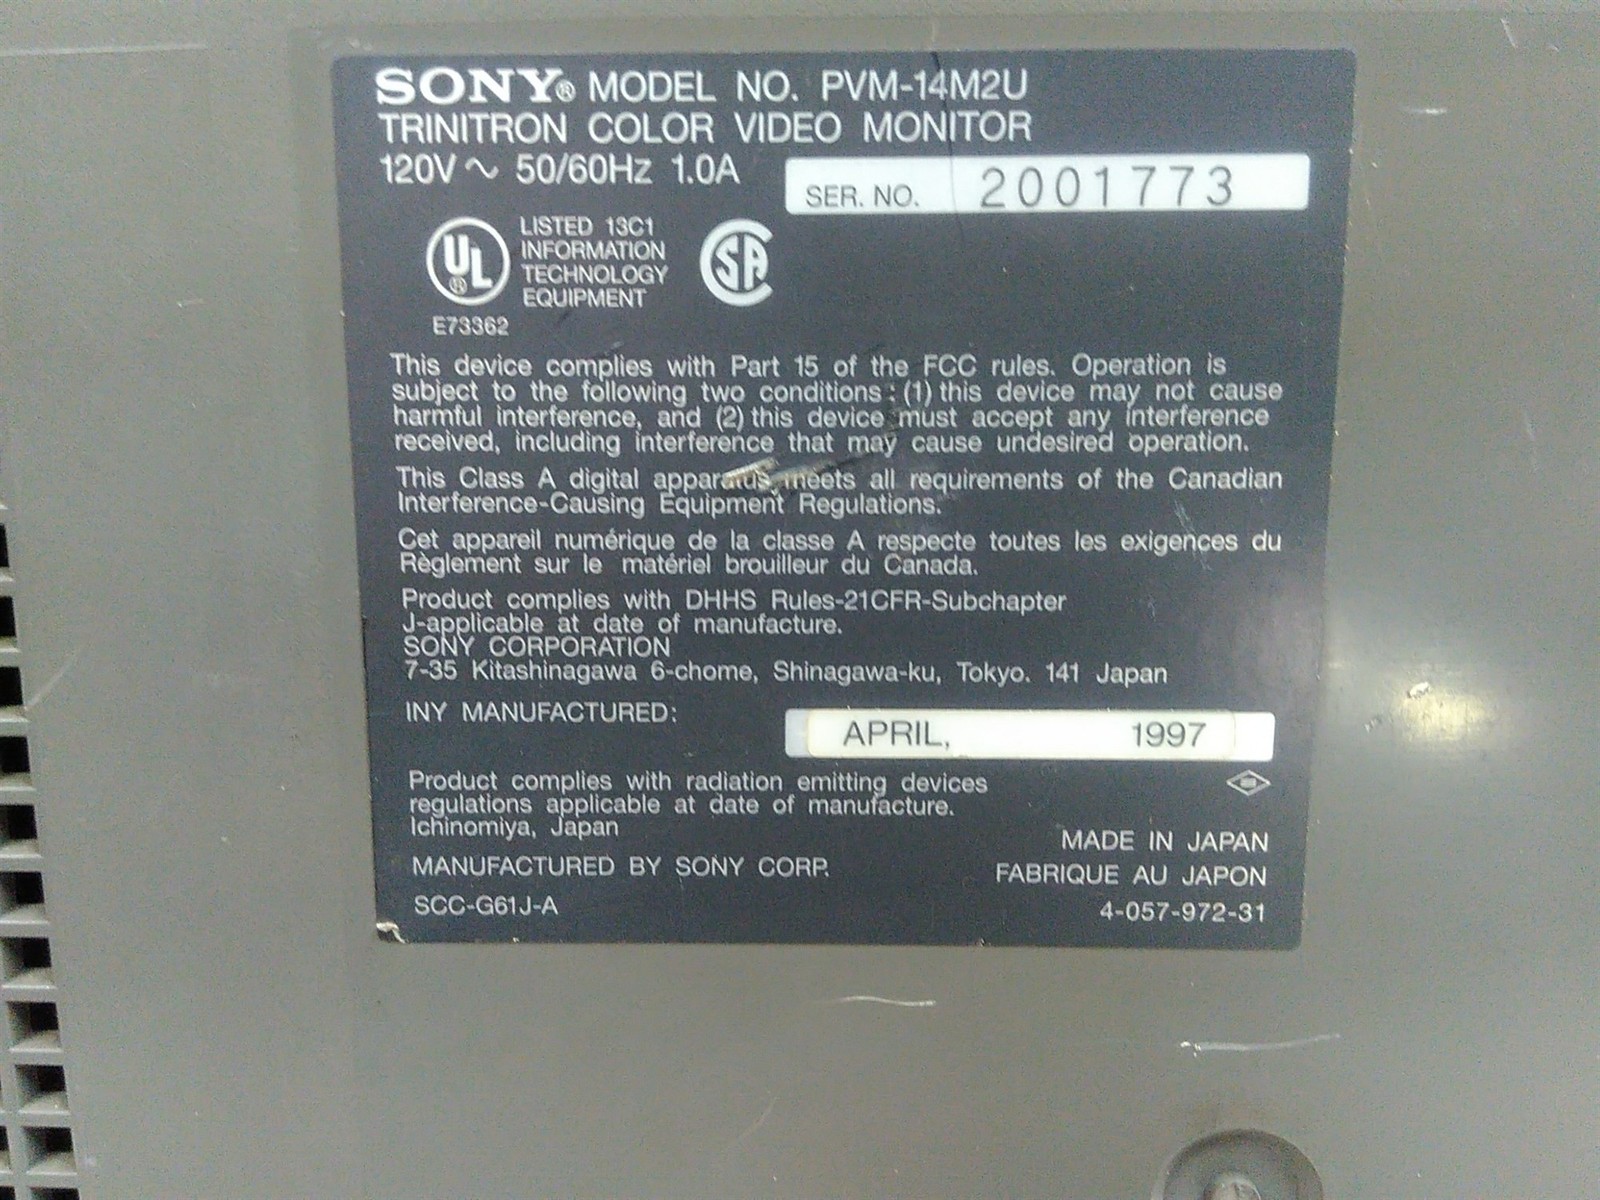 SONY® MODEL NO. PVM-14M2U
TRINITRON COLOR VIDEO MONITOR
120V ~ 50/60Hz 1.0A
SER. NO. 2001773
UL®
LISTED 13C1
INFORMATION
TECHNOLOGY
EQUIPMENT
E73362
CSA
This device complies with Part 15 of the FCC rules. Operation is
subject to the following two conditions : (1) this device may not cause
harmful interference, and (2) this device must accept any interference
received, including interference that may cause undesired operation.
This Class A digital apparatus meets all requirements of the Canadian
Interference-Causing Equipment Regulations.
Cet appareil numérique de la classe A respecte toutes les exigences du
Règlement sur le matériel brouilleur du Canada.
Product complies with DHHS Rules-21CFR-Subchapter
J-applicable at date of manufacture.
SONY CORPORATION
7-35 Kitashinagawa 6-chome, Shinagawa-ku, Tokyo. 141 Japan
INY MANUFACTURED:
APRIL, 1997
Product complies with radiation emitting devices
regulations applicable at date of manufacture.
Ichinomiya, Japan
MANUFACTURED BY SONY CORP.
SCC-G61J-A
MADE IN JAPAN
FABRIQUE AU JAPON
4-057-972-31